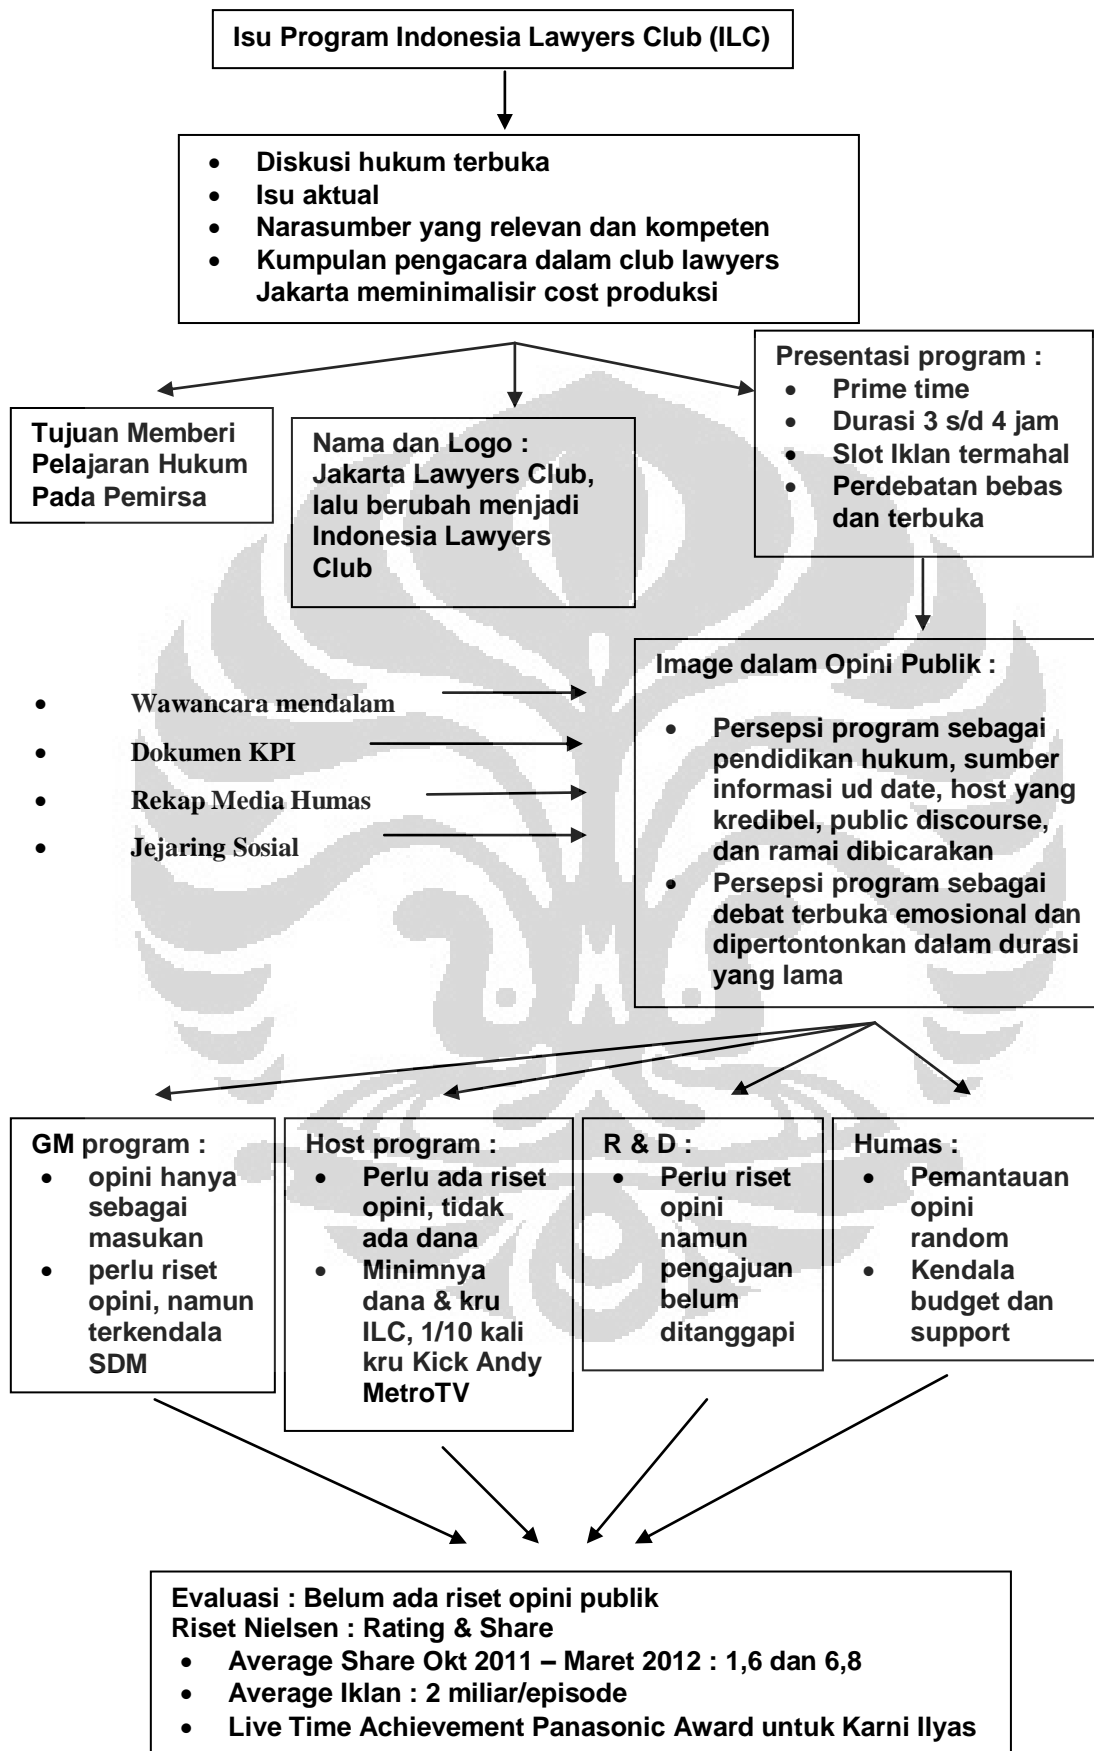 Isu Program Indonesia Lawyers Club (ILC)
• Diskusi hukum terbuka
• Isu aktual
• Narasumber yang relevan dan kompeten
• Kumpulan pengacara dalam club lawyers
Jakarta meminimalisir cost produksi
Tujuan Memberi
Pelajaran Hukum
Pada Pemirsa
Nama dan Logo :
Jakarta Lawyers Club,
lalu berubah menjadi
Indonesia Lawyers
Club
Presentasi program :
• Prime time
• Durasi 3 s/d 4 jam
• Slot Iklan termahal
• Perdebatan bebas
dan terbuka
• Wawancara mendalam
• Dokumen KPI
• Rekap Media Humas
• Jejaring Sosial
Image dalam Opini Publik :
• Persepsi program sebagai
pendidikan hukum, sumber
informasi ud date, host yang
kredibel, public discourse,
dan ramai dibicarakan
• Persepsi program sebagai
debat terbuka emosional dan
dipertontonkan dalam durasi
yang lama
GM program :
• opini hanya
sebagai
masukan
• perlu riset
opini, namun
terkendala
SDM
Host program :
• Perlu ada riset
opini, tidak
ada dana
• Minimnya
dana & kru
ILC, 1/10 kali
kru Kick Andy
MetroTV
R & D :
• Perlu riset
opini
namun
pengajuan
belum
ditanggapi
Humas :
• Pemantauan
opini
random
• Kendala
budget dan
support
Evaluasi : Belum ada riset opini publik
Riset Nielsen : Rating & Share
• Average Share Okt 2011 – Maret 2012 : 1,6 dan 6,8
• Average Iklan : 2 miliar/episode
• Live Time Achievement Panasonic Award untuk Karni Ilyas